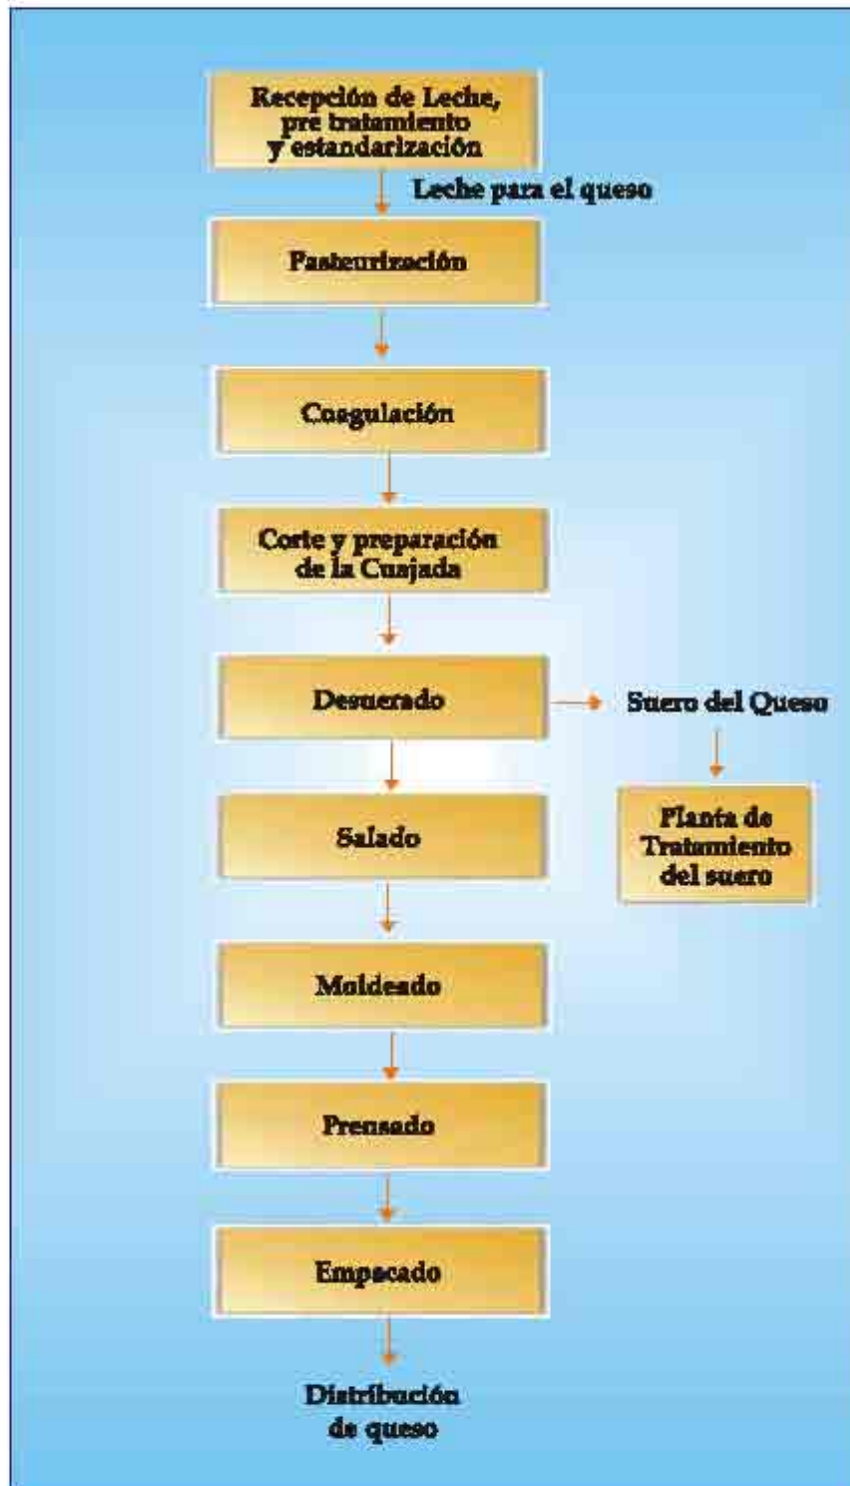 Recepción de Leche,
pre tratamiento
y estandarización
Leche para el queso
Pasteurización
Coagulación
Corte y preparación
de la Cuajada
Desuerado
Suero del Queso
Planta de
Tratamiento
del suero
Salado
Moldeado
Prensado
Empacado
Distribución
de queso